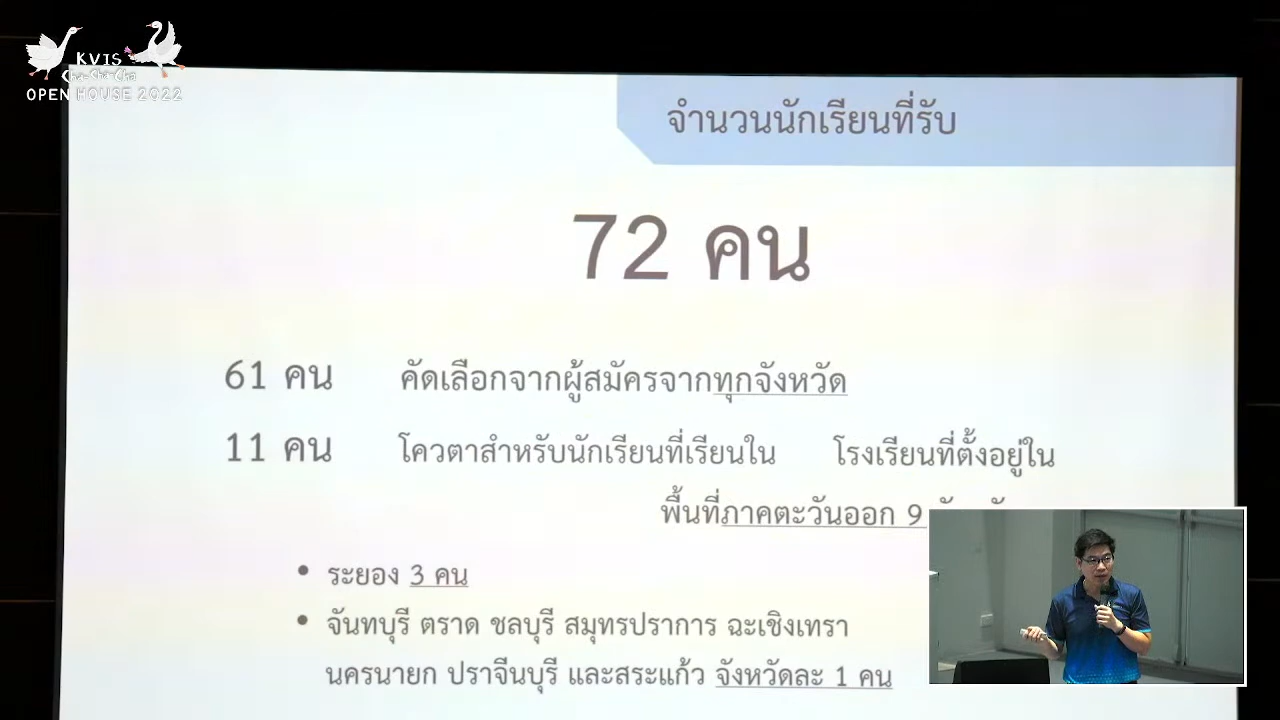 KVIS
Cha-Cha-Cha
OPEN HOUSE 2022
จำนวนนักเรียนที่รับ
72 คน
61 คน คัดเลือกจากผู้สมัครจากทุกจังหวัด
11 คน โควตาสำหรับนักเรียนที่เรียนใน โรงเรียนที่ตั้งอยู่ใน
พื้นที่ภาคตะวันออก 9
• ระยอง 3 คน
• จันทบุรี ตราด ชลบุรี สมุทรปราการ ฉะเชิงเทรา
นครนายก ปราจีนบุรี และสระแก้ว จังหวัดละ 1 คน